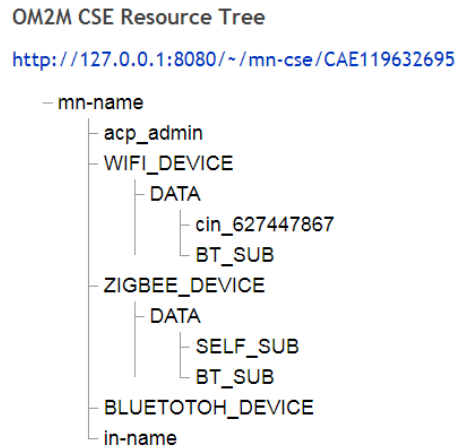 OM2M CSE Resource Tree
http://127.0.0.1:8080/~/mn-cse/CAE119632695
mn-name
acp_admin
WIFI_DEVICE
DATA
cin_627447867
BT_SUB
ZIGBEE_DEVICE
DATA
SELF_SUB
BT_SUB
BLUETOTOH_DEVICE
in-name